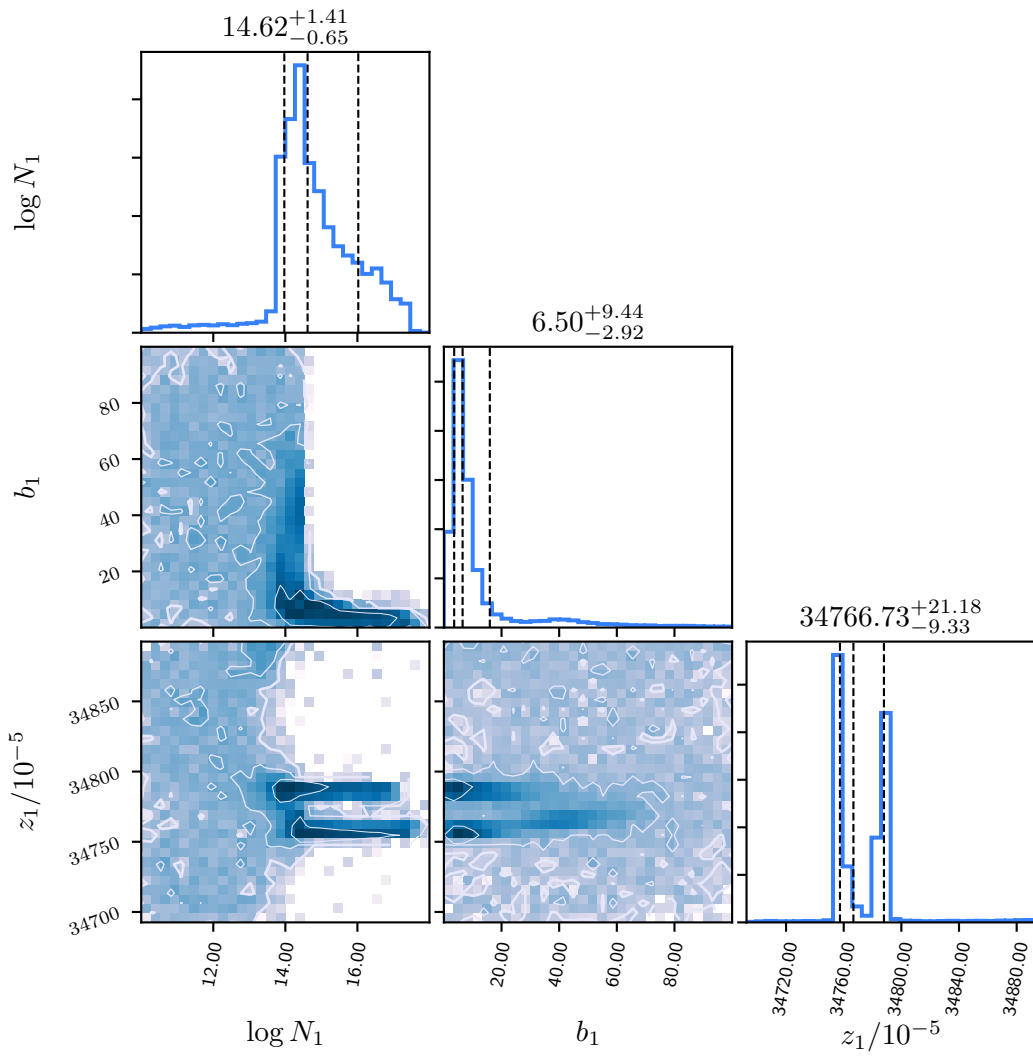 14.62^{+1.41}_{-0.65}
log N_1
6.50^{+9.44}_{-2.92}
b_1
80
60
40
20
34766.73^{+21.18}_{-9.33}
z_1/10^{-5}
34850
34800
34750
34700
12.00 14.00 16.00
20.00 40.00 60.00 80.00
34720.00 34760.00 34800.00 34840.00 34880.00
log N_1 b_1 z_1/10^{-5}